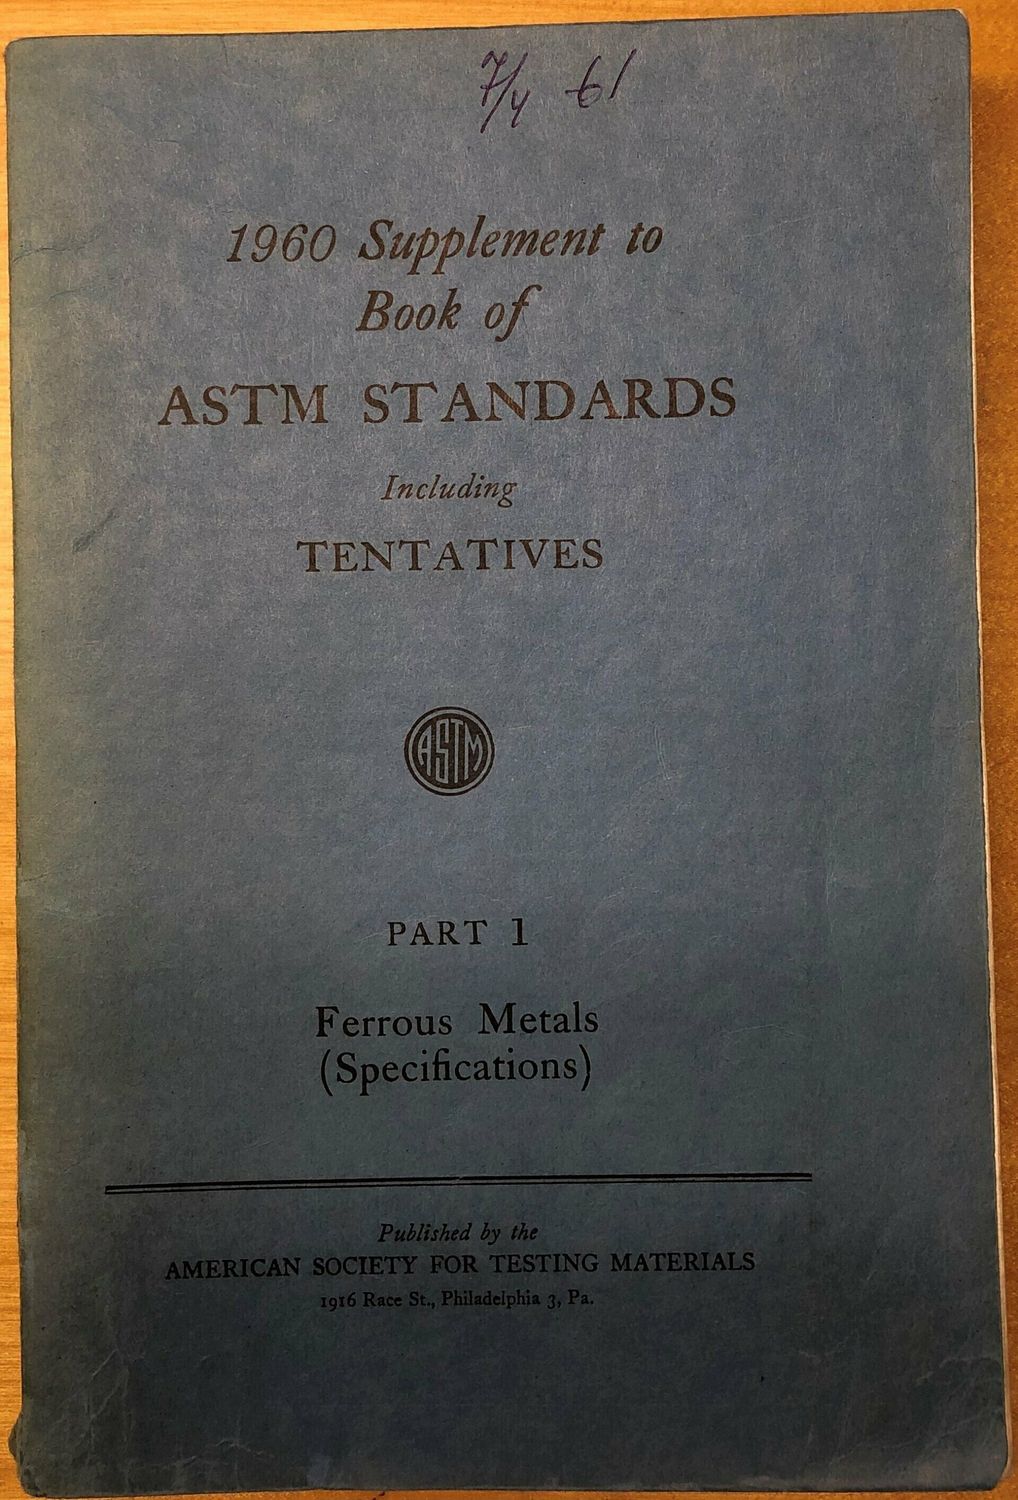 7/4 61
1960 Supplement to
Book of
ASTM STANDARDS
Including
TENTATIVES
ASTM
PART 1
Ferrous Metals
(Specifications)
Published by the
AMERICAN SOCIETY FOR TESTING MATERIALS
1916 Race St., Philadelphia 3, Pa.